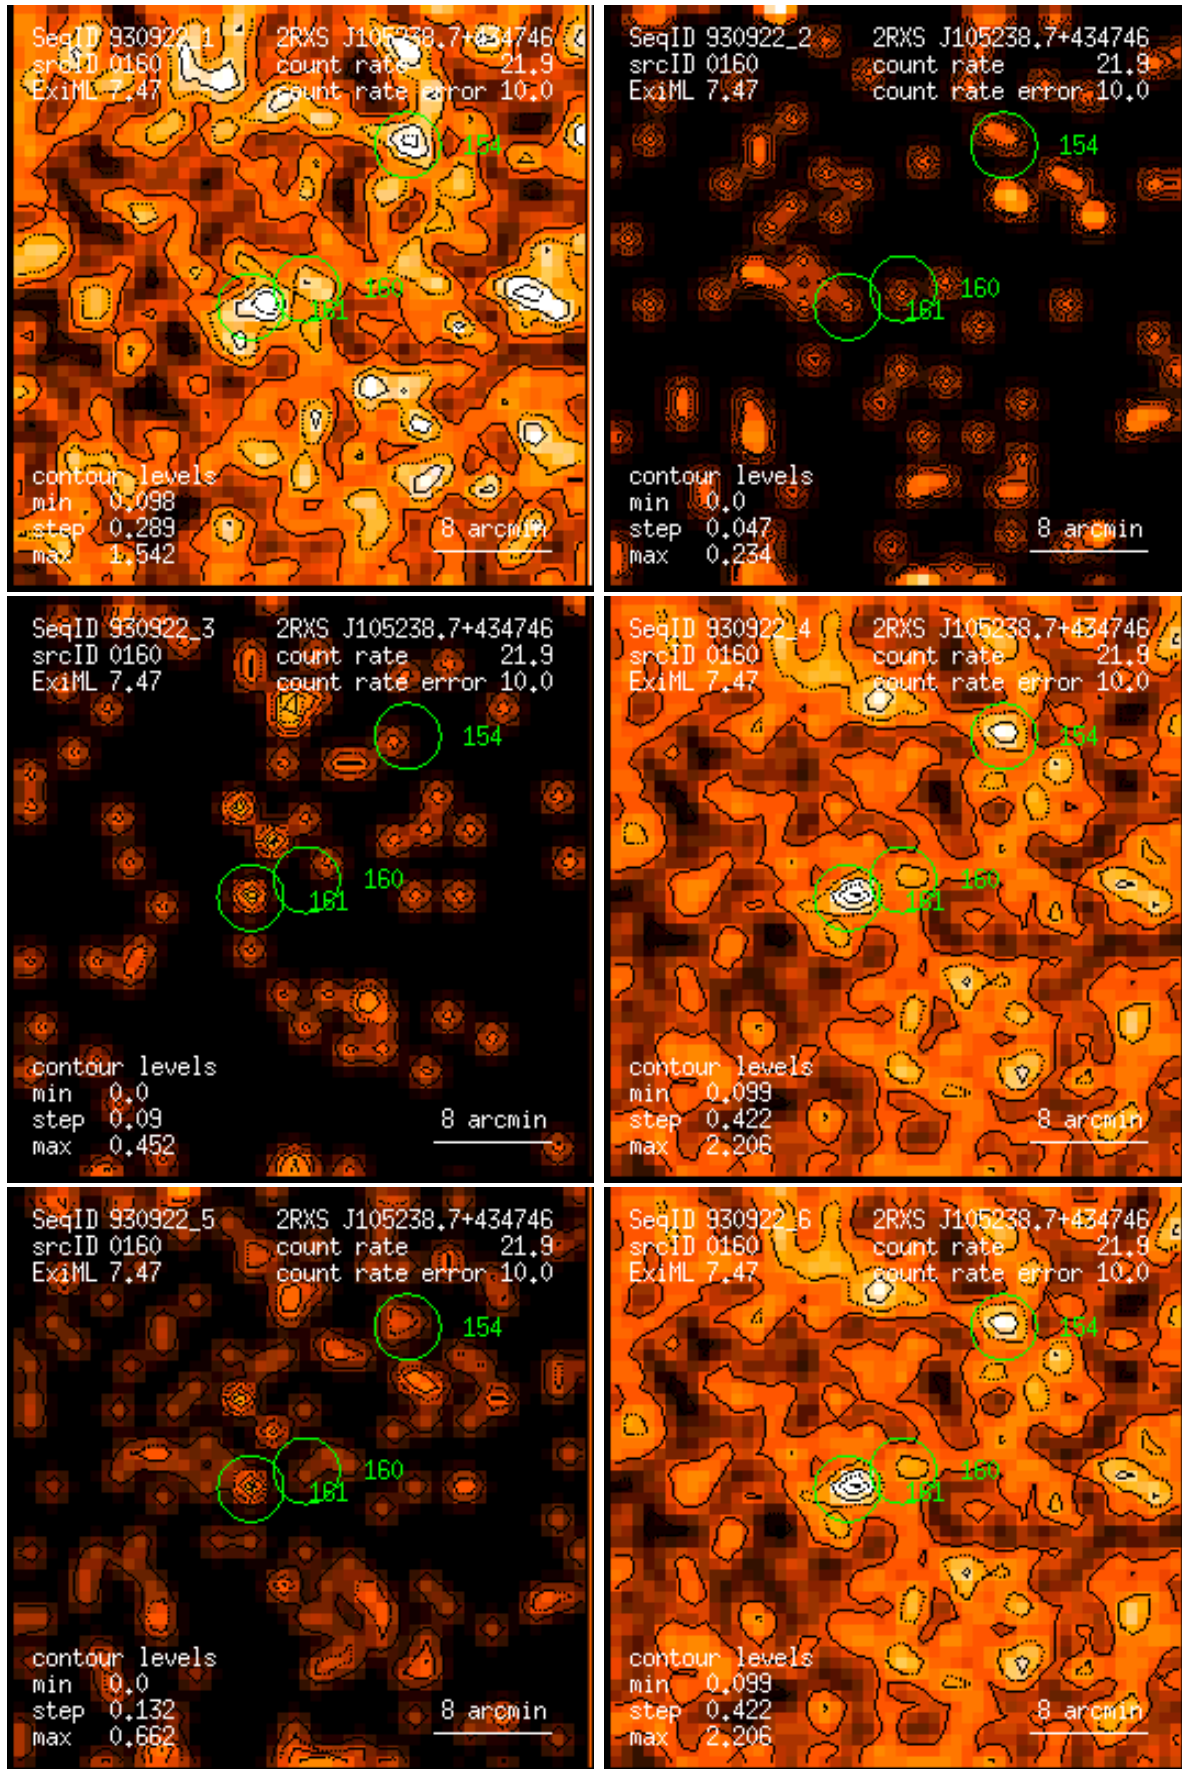 SeqID 930922_1 2RXS J105238.7+434746
srcID 0160 count rate 21.9
ExiML 7.47 count rate error 10.0
154
160
161
contour levels
min 0.098
step 0.289 8 arcmin
max 1.542
SeqID 930922_2 2RXS J105238.7+434746
srcID 0160 count rate 21.9
ExiML 7.47 count rate error 10.0
154
160
161
contour levels
min 0.0
step 0.047 8 arcmin
max 0.234
SeqID 930922_3 2RXS J105238.7+434746
srcID 0160 count rate 21.9
ExiML 7.47 count rate error 10.0
154
160
161
contour levels
min 0.0
step 0.09 8 arcmin
max 0.452
SeqID 930922_4 2RXS J105238.7+434746
srcID 0160 count rate 21.9
ExiML 7.47 count rate error 10.0
154
160
161
contour levels
min 0.099
step 0.422 8 arcmin
max 2.206
SeqID 930922_5 2RXS J105238.7+434746
srcID 0160 count rate 21.9
ExiML 7.47 count rate error 10.0
154
160
161
contour levels
min 0.0
step 0.132 8 arcmin
max 0.662
SeqID 930922_6 2RXS J105238.7+434746
srcID 0160 count rate 21.9
ExiML 7.47 count rate error 10.0
154
160
161
contour levels
min 0.099
step 0.422 8 arcmin
max 2.206